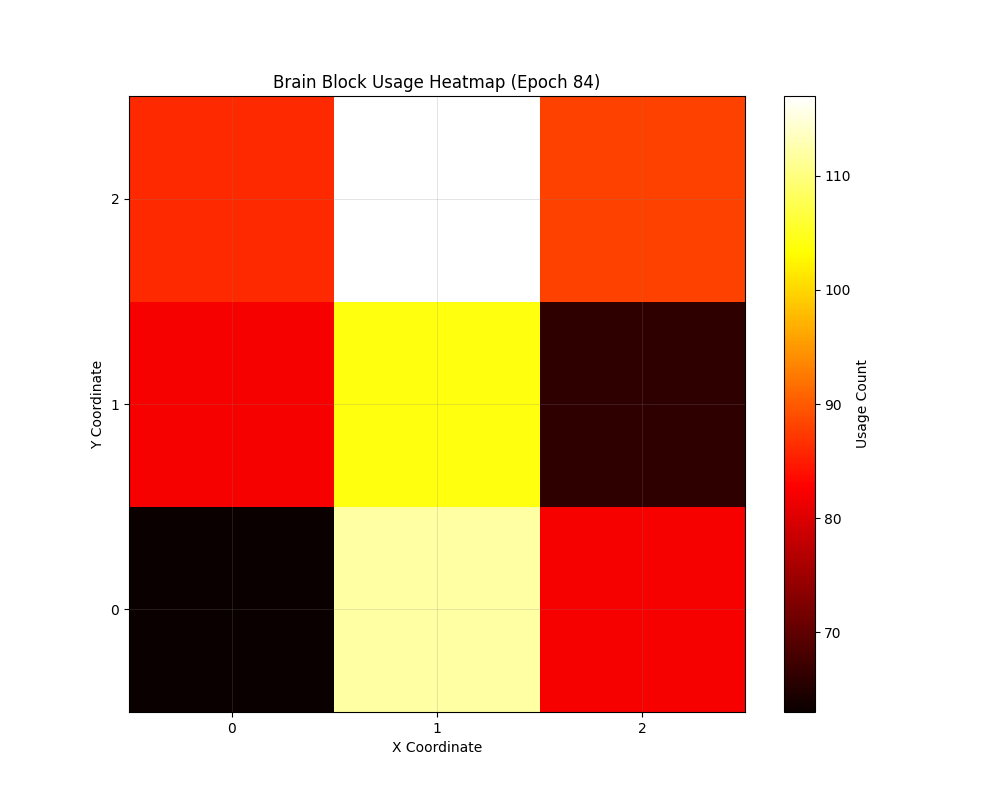 Brain Block Usage Heatmap (Epoch 84)
2
1
0
Y Coordinate
0 1 2
X Coordinate
110
100
90
80
70
Usage Count